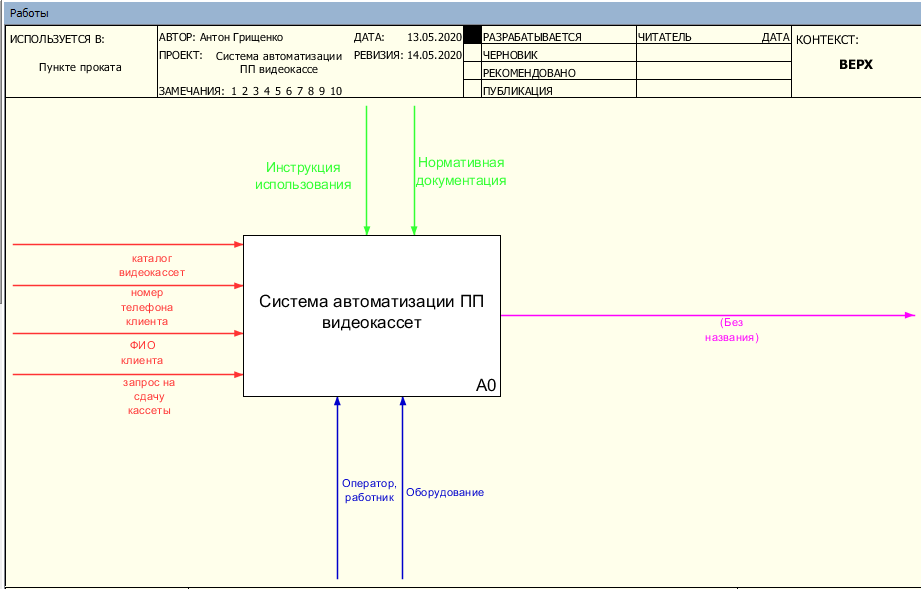 Работы
ИСПОЛЬЗУЕТСЯ В:
Пункте проката
АВТОР: Антон Грищенко
ДАТА: 13.05.2020
ПРОЕКТ: Система автоматизации
ПП видеокассе
РЕВИЗИЯ: 14.05.2020
ЗАМЕЧАНИЯ: 1 2 3 4 5 6 7 8 9 10
РАЗРАБАТЫВАЕТСЯ
ЧЕРНОВИК
РЕКОМЕНДОВАНО
ПУБЛИКАЦИЯ
ЧИТАТЕЛЬ ДАТА
КОНТЕКСТ:
ВЕРХ
Инструкция
использования
Нормативная
документация
каталог
видеокассет
номер
телефона
клиента
ФИО
клиента
запрос на
сдачу
кассеты
Система автоматизации ПП
видеокассет
A0
(Без
названия)
Оператор,
работник
Оборудование